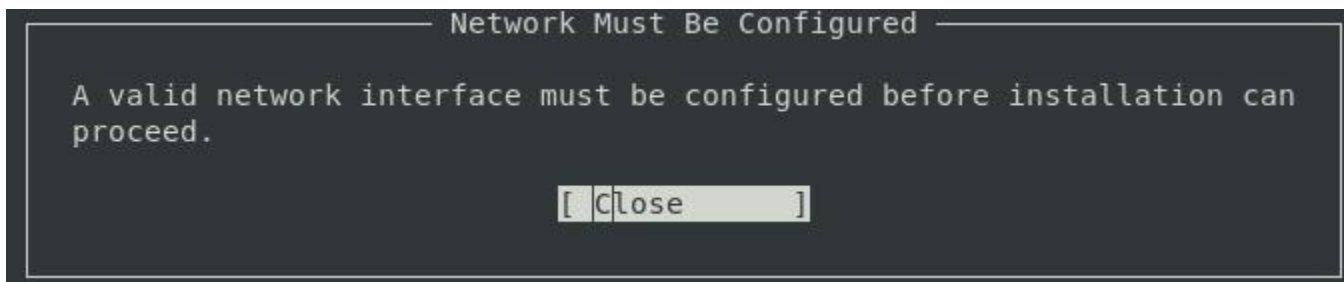 Network Must Be Configured
A valid network interface must be configured before installation can
proceed.
[ Close ]